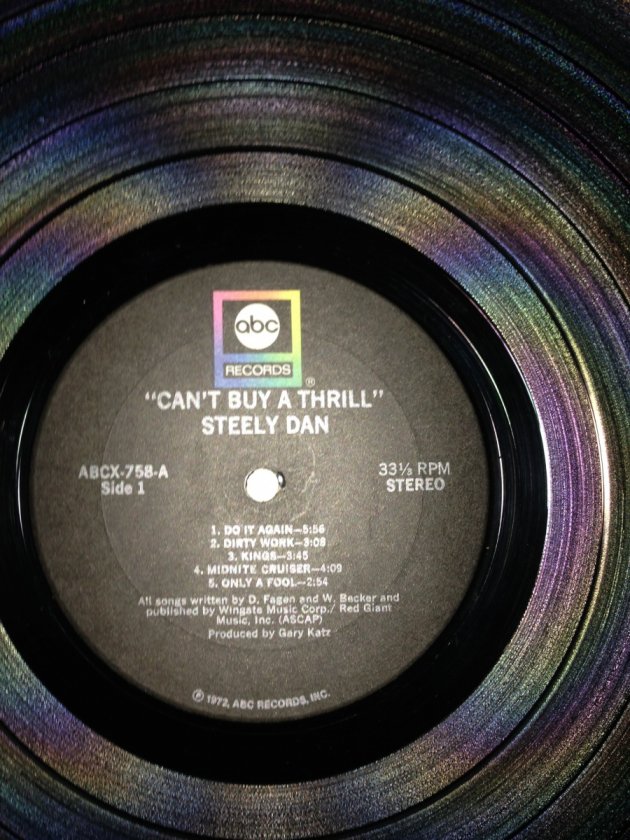 abc
RECORDS
®
"CAN'T BUY A THRILL"
STEELY DAN
ABCX-758-A
Side 1
33⅓ RPM
STEREO
1. DO IT AGAIN—5:56
2. DIRTY WORK—3:08
3. KINGS—3:45
4. MIDNITE CRUISER—4:09
5. ONLY A FOOL—2:54
All songs written by D. Fagen and W. Becker and
published by Wingate Music Corp./ Red Giant
Music, Inc. (ASCAP)
Produced by Gary Katz
℗ 1972, ABC RECORDS, INC.